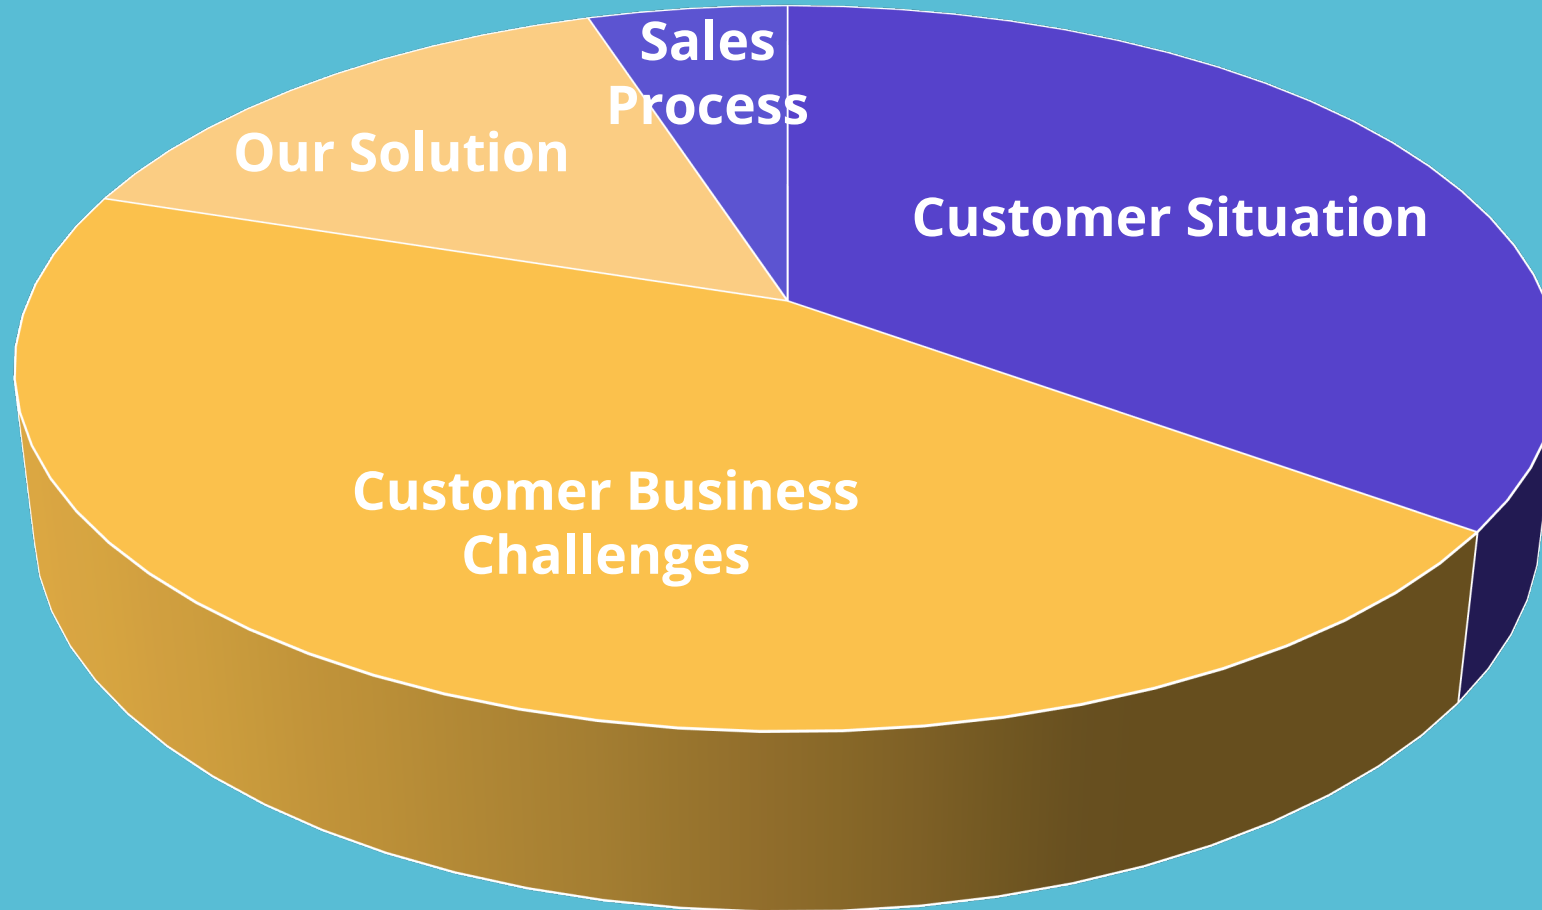 Sales
Process
Our Solution
Customer Situation
Customer Business
Challenges